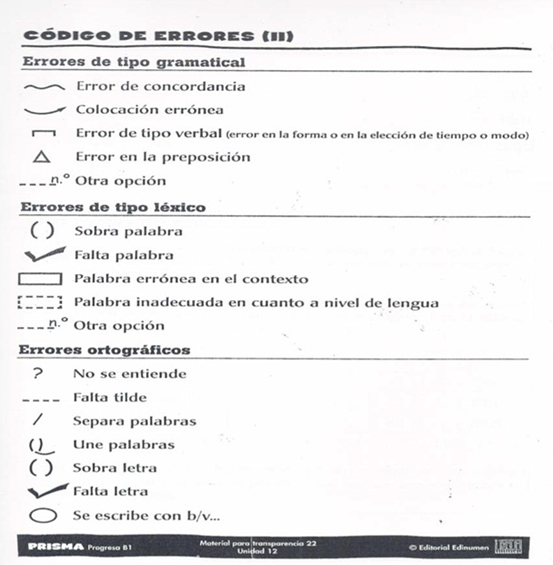 CÓDIGO DE ERRORES (II)
Errores de tipo gramatical
Error de concordancia
Colocación errónea
Error de tipo verbal (error en la forma o en la elección de tiempo o modo)
Error en la preposición
n.º Otra opción
Errores de tipo léxico
( ) Sobra palabra
Falta palabra
Palabra errónea en el contexto
Palabra inadecuada en cuanto a nivel de lengua
n.º Otra opción
Errores ortográficos
? No se entiende
---- Falta tilde
/ Separa palabras
( ) Une palabras
( ) Sobra letra
Falta letra
Se escribe con b/v...
PRISMA Progresa B1
Material para transparencia 22
Unidad 12
© Editorial Edinumen